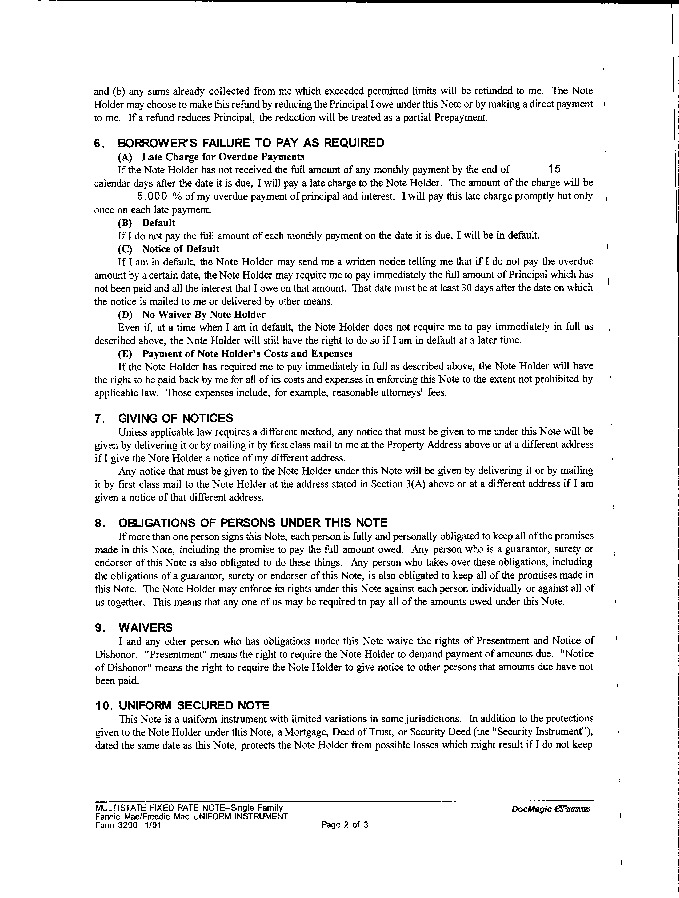 and (b) any sums already collected from me which exceeded permitted limits will be refunded to me. The Note
Holder may choose to make this refund by reducing the Principal I owe under this Note or by making a direct payment
to me. If a refund reduces Principal, the reduction will be treated as a partial Prepayment.
6. BORROWER'S FAILURE TO PAY AS REQUIRED
(A) Late Charge for Overdue Payments
If the Note Holder has not received the full amount of any monthly payment by the end of 15
calendar days after the date it is due, I will pay a late charge to the Note Holder. The amount of the charge will be
5.000 % of my overdue payment of principal and interest. I will pay this late charge promptly but only
once on each late payment.
(B) Default
If I do not pay the full amount of each monthly payment on the date it is due, I will be in default.
(C) Notice of Default
If I am in default, the Note Holder may send me a written notice telling me that if I do not pay the overdue
amount by a certain date, the Note Holder may require me to pay immediately the full amount of Principal which has
not been paid and all the interest that I owe on that amount. That date must be at least 30 days after the date on which
the notice is mailed to me or delivered by other means.
(D) No Waiver By Note Holder
Even if, at a time when I am in default, the Note Holder does not require me to pay immediately in full as
described above, the Note Holder will still have the right to do so if I am in default at a later time.
(E) Payment of Note Holder's Costs and Expenses
If the Note Holder has required me to pay immediately in full as described above, the Note Holder will have
the right to be paid back by me for all of its costs and expenses in enforcing this Note to the extent not prohibited by
applicable law. Those expenses include, for example, reasonable attorneys' fees.
7. GIVING OF NOTICES
Unless applicable law requires a different method, any notice that must be given to me under this Note will be
given by delivering it or by mailing it by first class mail to me at the Property Address above or at a different address
if I give the Note Holder a notice of my different address.
Any notice that must be given to the Note Holder under this Note will be given by delivering it or by mailing
it by first class mail to the Note Holder at the address stated in Section 3(A) above or at a different address if I am
given a notice of that different address.
8. OBLIGATIONS OF PERSONS UNDER THIS NOTE
If more than one person signs this Note, each person is fully and personally obligated to keep all of the promises
made in this Note, including the promise to pay the full amount owed. Any person who is a guarantor, surety or
endorser of this Note is also obligated to do these things. Any person who takes over these obligations, including
the obligations of a guarantor, surety or endorser of this Note, is also obligated to keep all of the promises made in
this Note. The Note Holder may enforce its rights under this Note against each person individually or against all of
us together. This means that any one of us may be required to pay all of the amounts owed under this Note.
9. WAIVERS
I and any other person who has obligations under this Note waive the rights of Presentment and Notice of
Dishonor. "Presentment" means the right to require the Note Holder to demand payment of amounts due. "Notice
of Dishonor" means the right to require the Note Holder to give notice to other persons that amounts due have not
been paid.
10. UNIFORM SECURED NOTE
This Note is a uniform instrument with limited variations in some jurisdictions. In addition to the protections
given to the Note Holder under this Note, a Mortgage, Deed of Trust, or Security Deed (the "Security Instrument"),
dated the same date as this Note, protects the Note Holder from possible losses which might result if I do not keep
MULTISTATE FIXED RATE NOTE--Single Family
Fannie Mae/Freddie Mac UNIFORM INSTRUMENT
Form 3200 1/01 Page 2 of 3
DocMagic